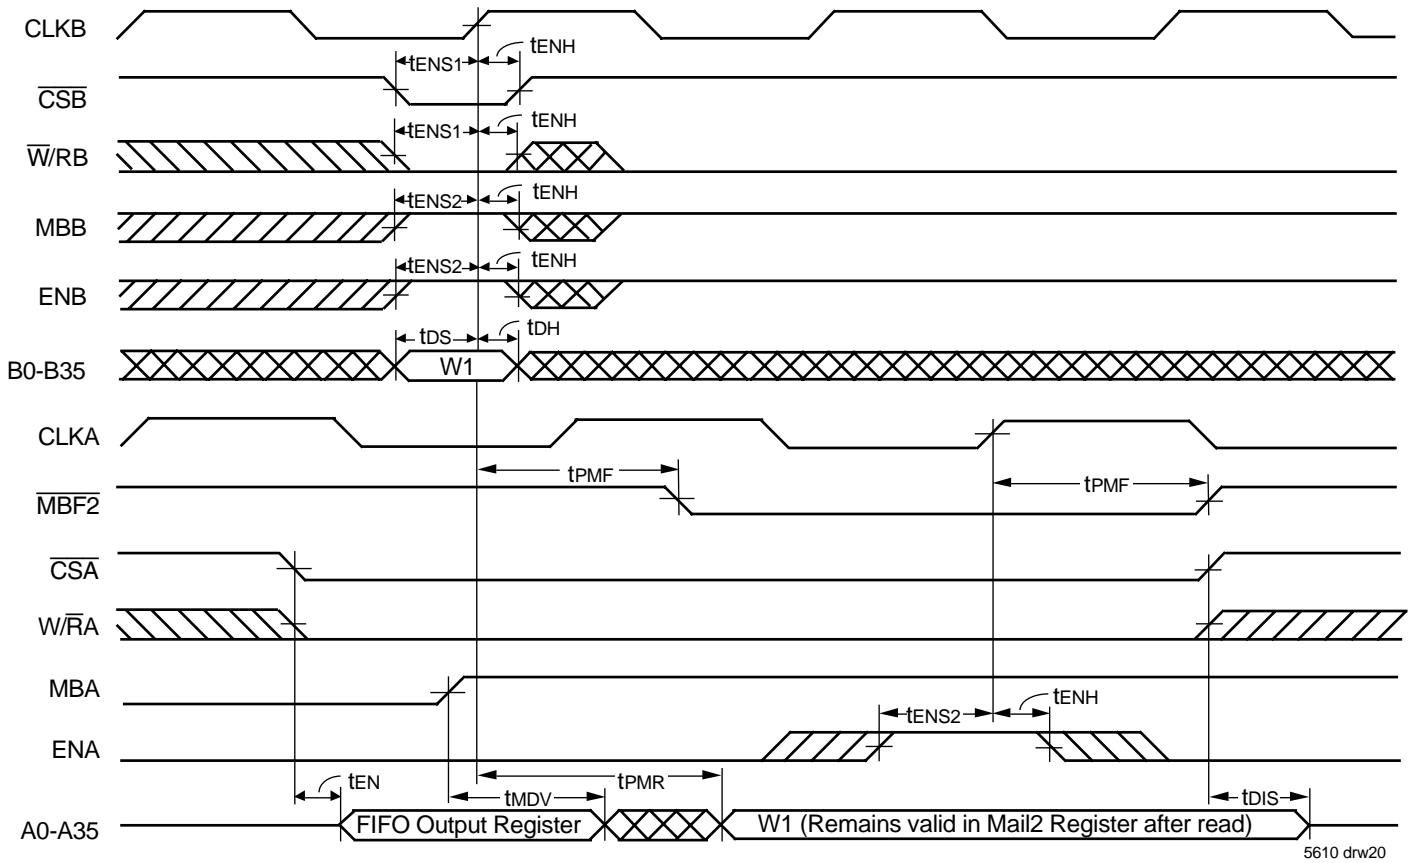 CLKB
tENS1
tENH
CSB
tENS1
tENH
W/RB
tENS2
tENH
MBB
tENS2
tENH
ENB
tDS
tDH
B0-B35
W1
CLKA
tPMF
tPMF
MBF2
CSA
W/RA
MBA
tENS2
tENH
ENA
tEN
tMDV
tPMR
tDIS
A0-A35
FIFO Output Register
W1 (Remains valid in Mail2 Register after read)
5610 drw20